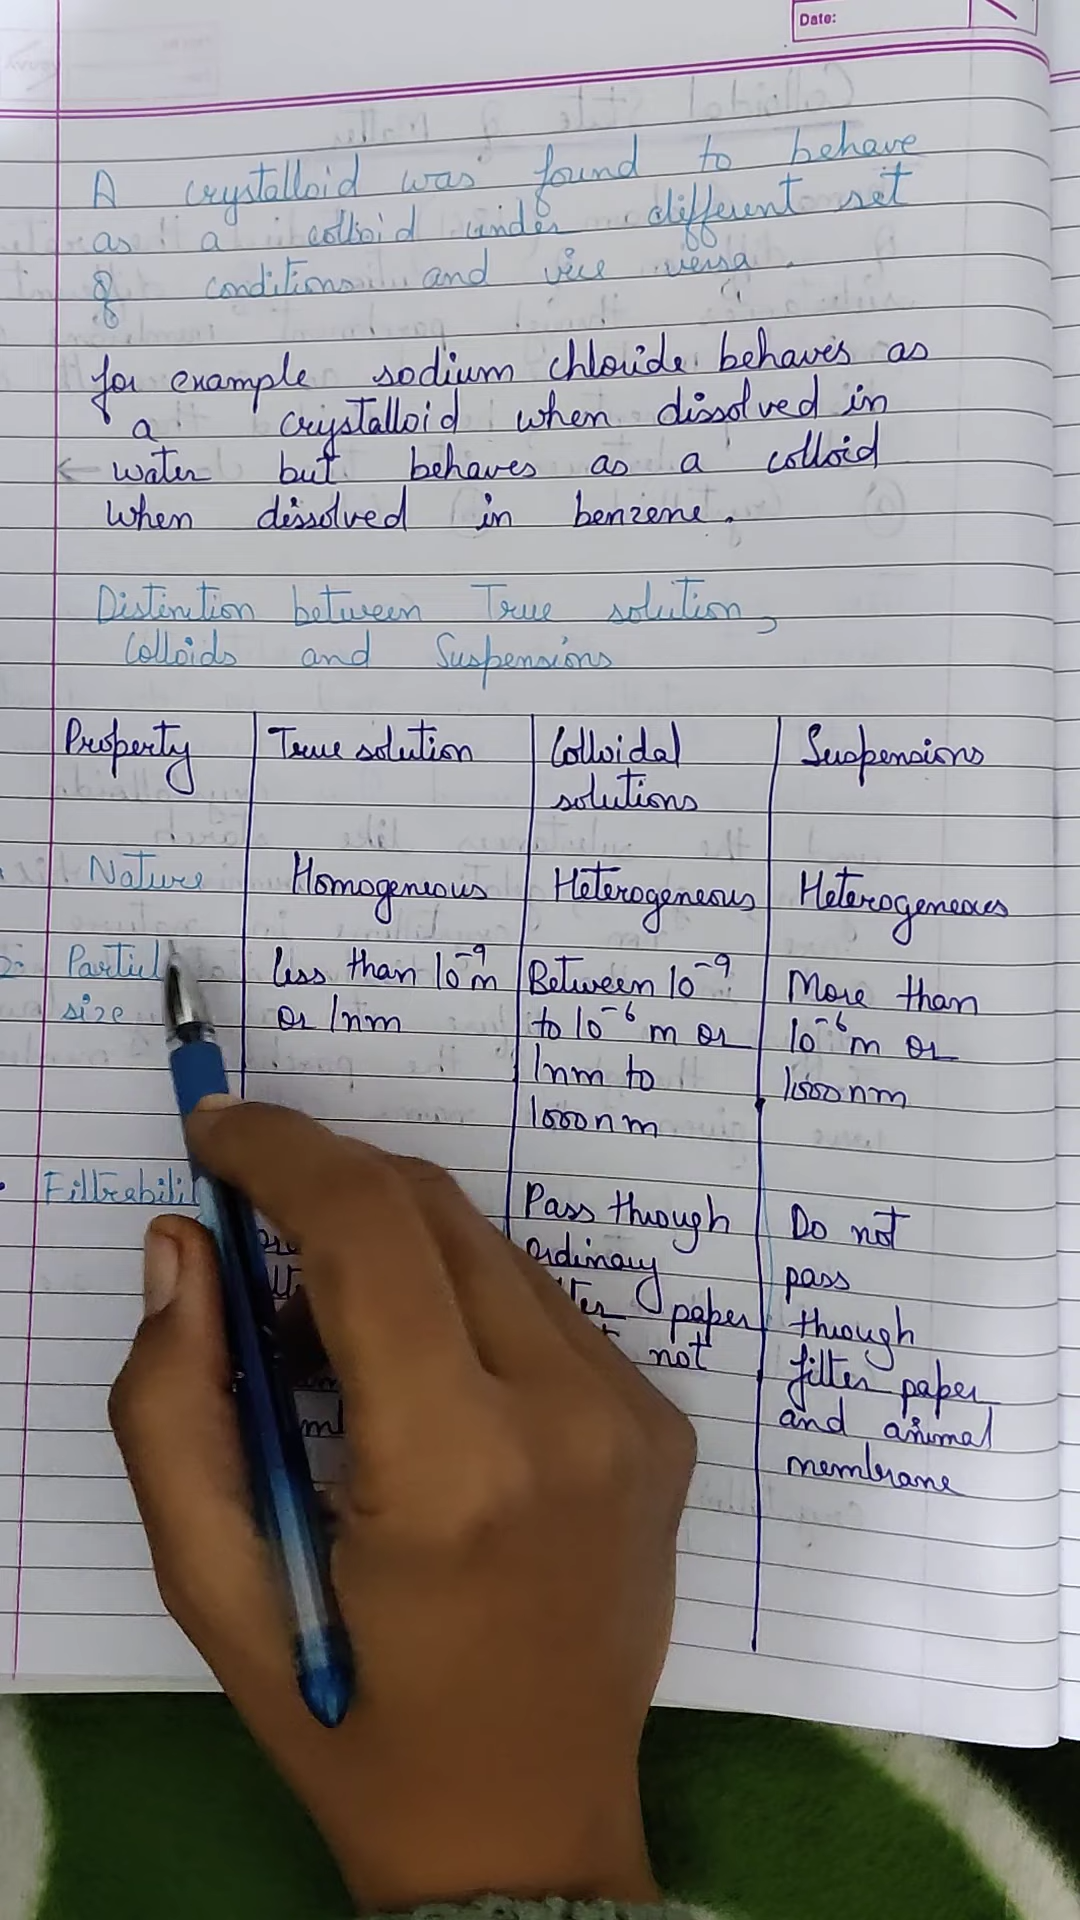 Date:
A crystalloid was found to behave
as a colloid under different set
of conditions and vice versa.
for example sodium chloride behaves as
a crystalloid when dissolved in
water but behaves as a colloid
when dissolved in benzene.
Distinction between True solution,
Colloids and Suspensions
Property True solution Colloidal solutions Suspensions
Nature Homogeneous Heterogeneous Heterogeneous
2. Particl
size
less than 10⁻⁹m
or 1nm
Between 10⁻⁹
to 10⁻⁶ m or
1nm to
1000nm
More than
10⁻⁶m or
1000nm
Filtrabilit
Pass through
ordinary
paper
not
Do not
pass
through
filter paper
and animal
membrane